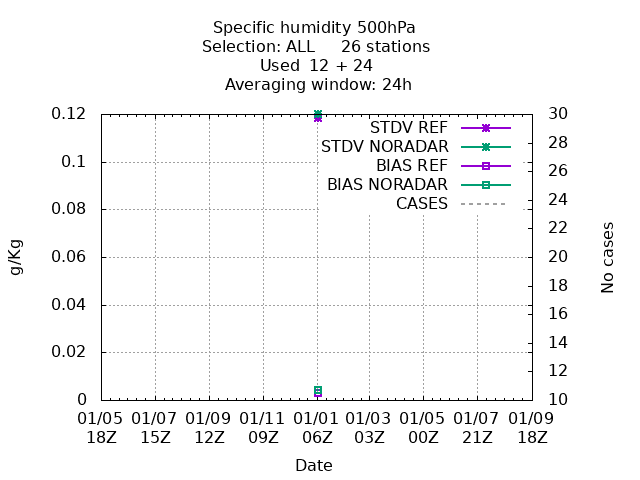 Specific humidity 500hPa
Selection: ALL 26 stations
Used 12 + 24
Averaging window: 24h
0.12
0.1
0.08
0.06
0.04
0.02
0
g/Kg
STDV REF
STDV NORADAR
BIAS REF
BIAS NORADAR
CASES
30
28
26
24
22
20
18
16
14
12
10
No cases
01/05 01/07 01/09 01/11 01/01 01/03 01/05 01/07 01/09
18Z 15Z 12Z 09Z 06Z 03Z 00Z 21Z 18Z
Date